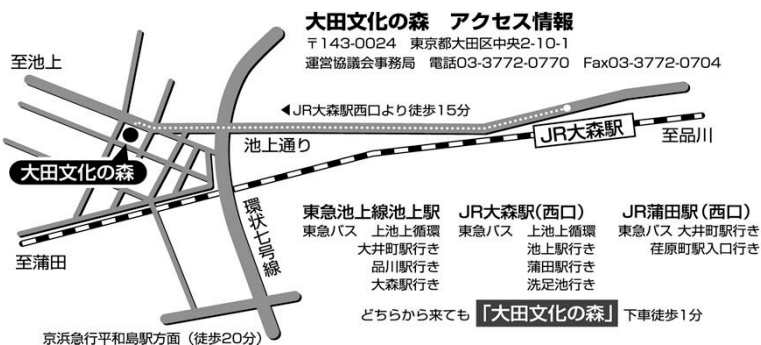 大田文化の森　アクセス情報
〒143-0024　東京都大田区中央2-10-1
運営協議会事務局　電話03-3772-0770　Fax03-3772-0704
至池上
◀JR大森駅西口より徒歩15分
池上通り
JR大森駅
至品川
大田文化の森
環状七号線
至蒲田
東急池上線池上駅
東急バス　上池上循環
大井町駅行き
品川駅行き
大森駅行き
JR大森駅(西口)
東急バス　上池上循環
池上駅行き
蒲田駅行き
洗足池行き
JR蒲田駅(西口)
東急バス 大井町駅行き
荏原町駅入口行き
どちらから来ても「大田文化の森」下車徒歩1分
京浜急行平和島駅方面（徒歩20分）